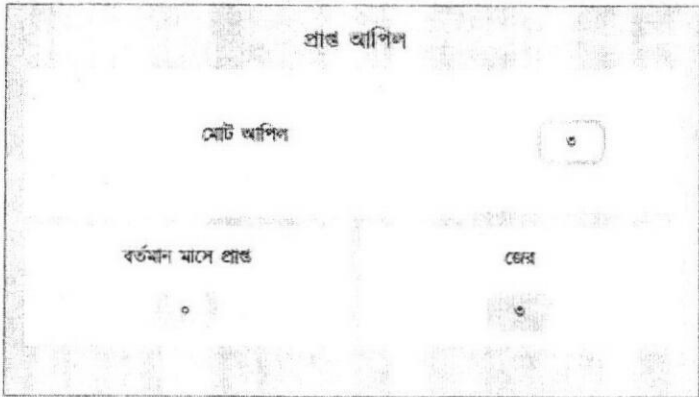 প্রাপ্ত আপিল
মোট আপিল ৩
বর্তমান মাসে প্রাপ্ত জের
০ ৩